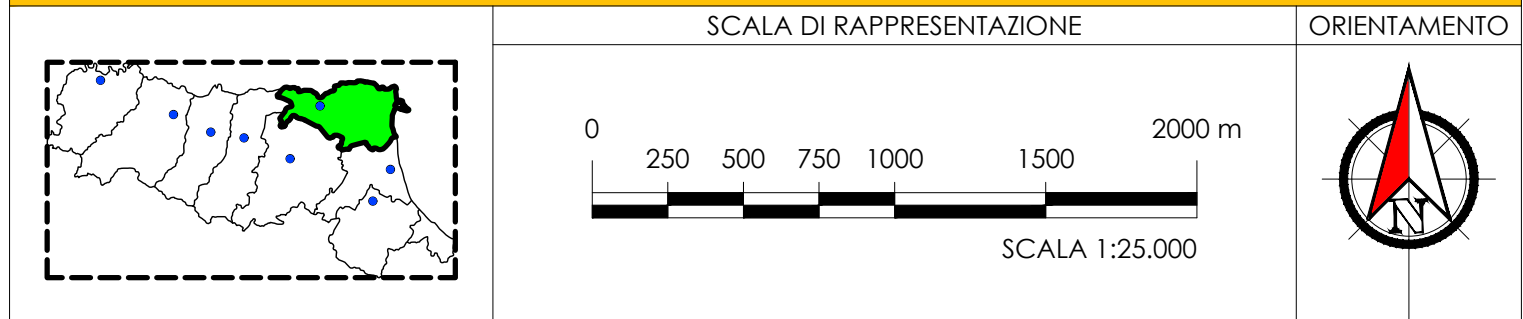 SCALA DI RAPPRESENTAZIONE
ORIENTAMENTO
0 2000 m
250 500 750 1000 1500
SCALA 1:25.000
N